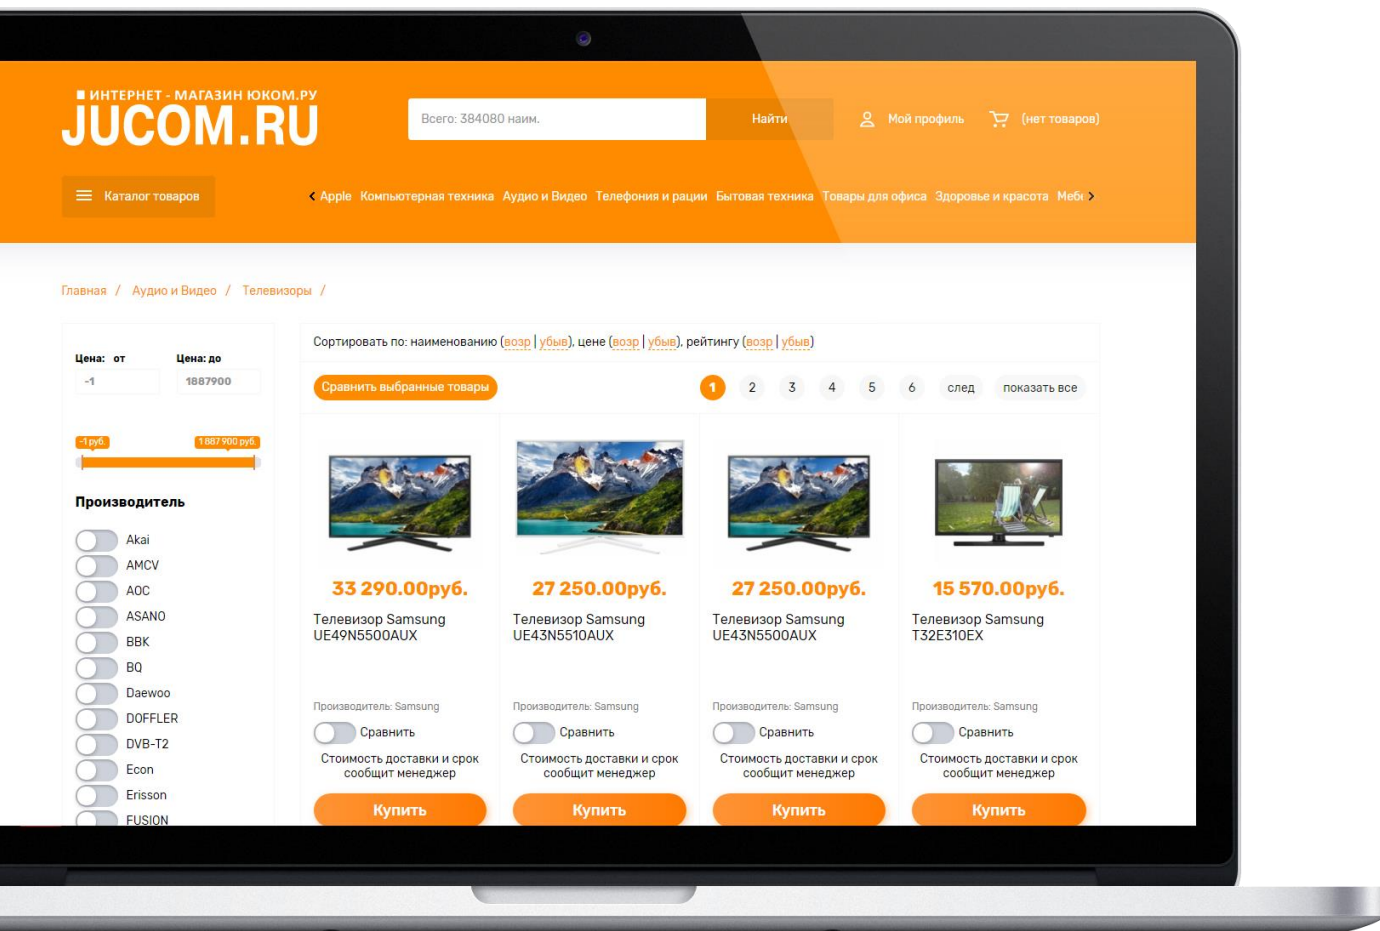 ИНТЕРНЕТ - МАГАЗИН ЮКОМ.РУ
JUCOM.RU
Всего: 384080 наим.
Найти
Мой профиль
(нет товаров)
Каталог товаров
Apple Компьютерная техника Аудио и Видео Телефония и рации Бытовая техника Товары для офиса Здоровье и красота
Главная / Аудио и Видео / Телевизоры /
Цена: от
Цена: до
-1
1887900
-1 руб.
1 887 900 руб.
Производитель
Akai
AMCV
AOC
ASANO
BBK
BQ
Daewoo
DOFFLER
DVB-T2
Econ
Erisson
FUSION
Сортировать по: наименованию (возр | убыв), цене (возр | убыв), рейтингу (возр | убыв)
Сравнить выбранные товары
1 2 3 4 5 6 след показать все
33 290.00руб.
Телевизор Samsung
UE49N5500AUX
Производитель: Samsung
Сравнить
Стоимость доставки и срок
сообщит менеджер
Купить
27 250.00руб.
Телевизор Samsung
UE43N5510AUX
Производитель: Samsung
Сравнить
Стоимость доставки и срок
сообщит менеджер
Купить
27 250.00руб.
Телевизор Samsung
UE43N5500AUX
Производитель: Samsung
Сравнить
Стоимость доставки и срок
сообщит менеджер
Купить
15 570.00руб.
Телевизор Samsung
T32E310EX
Производитель: Samsung
Сравнить
Стоимость доставки и срок
сообщит менеджер
Купить